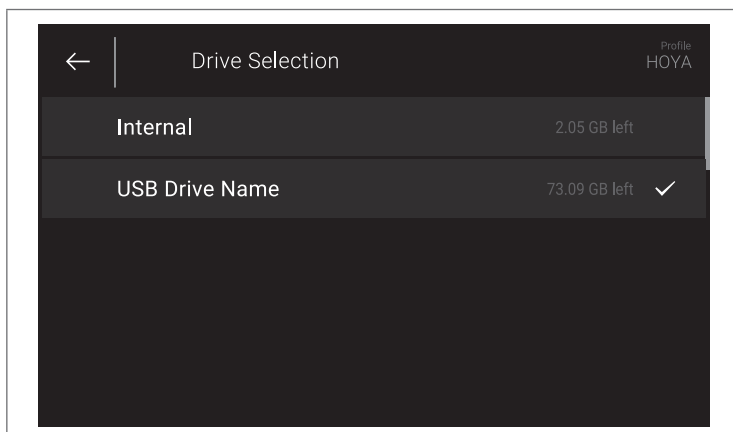 Drive Selection
Profile
HOYA
Internal 2.05 GB left
USB Drive Name 73.09 GB left